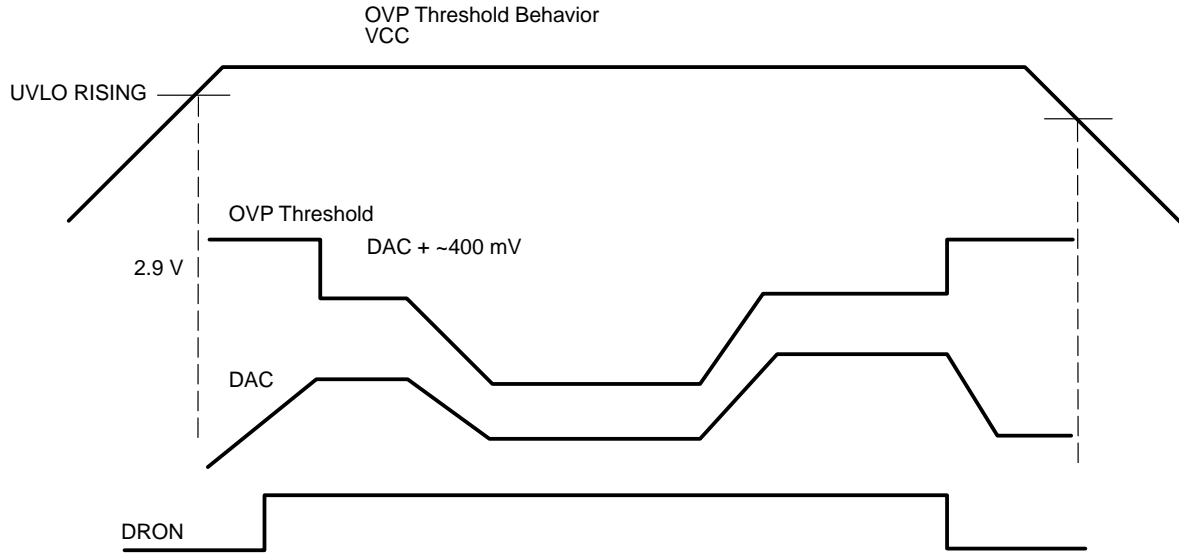 OVP Threshold Behavior
VCC
UVLO RISING
OVP Threshold
DAC + ~400 mV
2.9 V
DAC
DRON